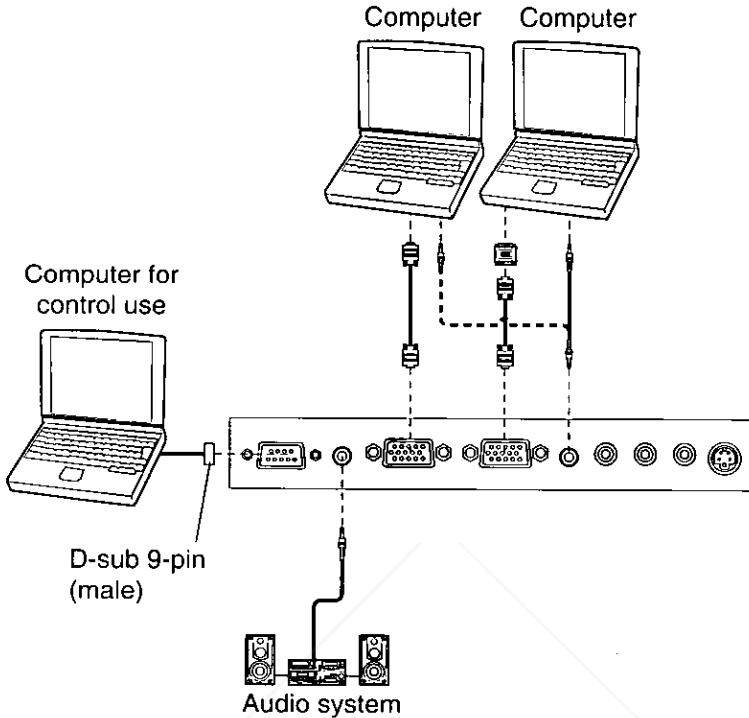 Computer
Computer
Computer for
control use
D-sub 9-pin
(male)
Audio system